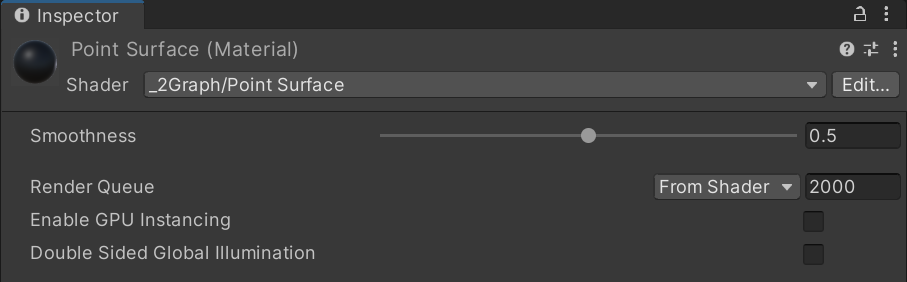 Inspector
Point Surface (Material)
Shader _2Graph/Point Surface Edit...
Smoothness 0.5
Render Queue From Shader 2000
Enable GPU Instancing
Double Sided Global Illumination